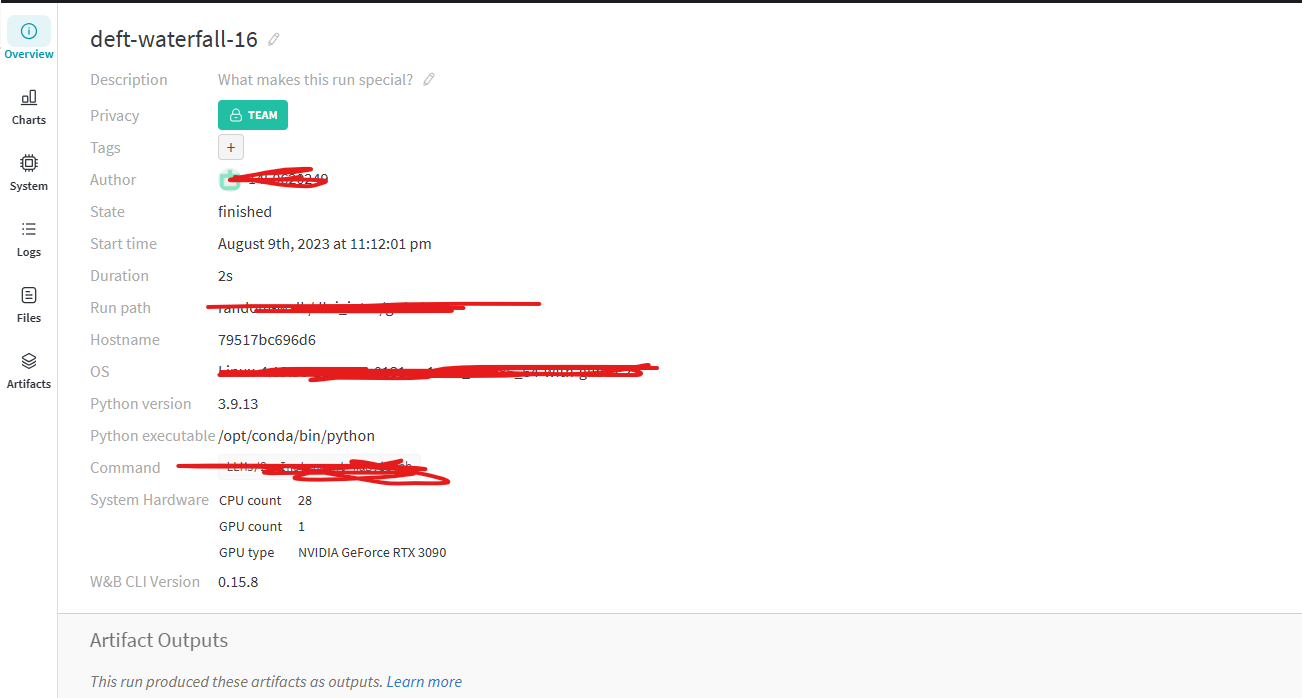 deft-waterfall-16
Overview
Description What makes this run special?
Charts
Privacy TEAM
Tags +
System
Author
State finished
Logs
Start time August 9th, 2023 at 11:12:01 pm
Duration 2s
Files
Run path
Hostname 79517bc696d6
OS
Artifacts
Python version 3.9.13
Python executable /opt/conda/bin/python
Command
System Hardware CPU count 28
GPU count 1
GPU type NVIDIA GeForce RTX 3090
W&B CLI Version 0.15.8
Artifact Outputs
This run produced these artifacts as outputs. Learn more